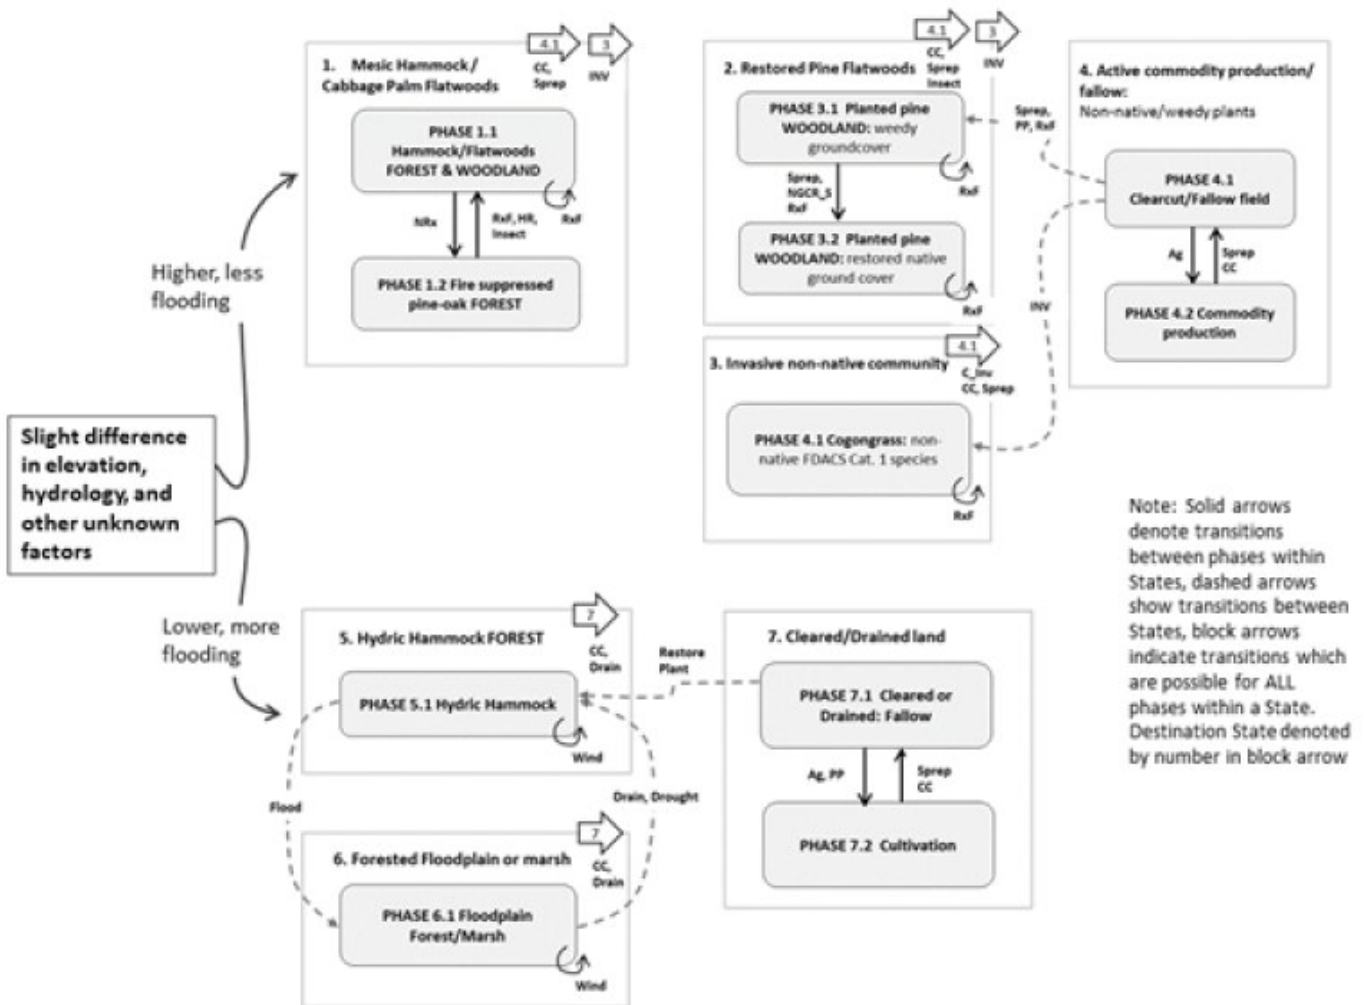 4.1
3
CC,
Sprep
INV
1. Mesic Hammock /
Cabbage Palm Flatwoods
PHASE 1.1
Hammock/Flatwoods
FOREST & WOODLAND
RxF
NRx
RxF, HR,
Insect
PHASE 1.2 Fire suppressed
pine-oak FOREST
4.1
3
CC,
Sprep
Insect
INV
2. Restored Pine Flatwoods
PHASE 3.1 Planted pine
WOODLAND: weedy
groundcover
RxF
Sprep,
NGCR_S
RxF
PHASE 3.2 Planted pine
WOODLAND: restored native
ground cover
RxF
Sprep,
PP, RxF
4. Active commodity production/
fallow:
Non-native/weedy plants
PHASE 4.1
Clearcut/Fallow field
Ag
Sprep
CC
PHASE 4.2 Commodity
production
INV
4.1
3. Invasive non-native community
C_Inv
CC, Sprep
PHASE 4.1 Cogongrass: non-
native FDACS Cat. 1 species
RxF
Higher, less
flooding
Slight difference
in elevation,
hydrology, and
other unknown
factors
Lower, more
flooding
Note: Solid arrows
denote transitions
between phases within
States, dashed arrows
show transitions between
States, block arrows
indicate transitions which
are possible for ALL
phases within a State.
Destination State denoted
by number in block arrow
7
5. Hydric Hammock FOREST
CC,
Drain
PHASE 5.1 Hydric Hammock
Wind
Restore
Plant
Flood
Drain, Drought
7
6. Forested Floodplain or marsh
CC,
Drain
PHASE 6.1 Floodplain
Forest/Marsh
Wind
7. Cleared/Drained land
PHASE 7.1 Cleared or
Drained: Fallow
Ag, PP
Sprep
CC
PHASE 7.2 Cultivation